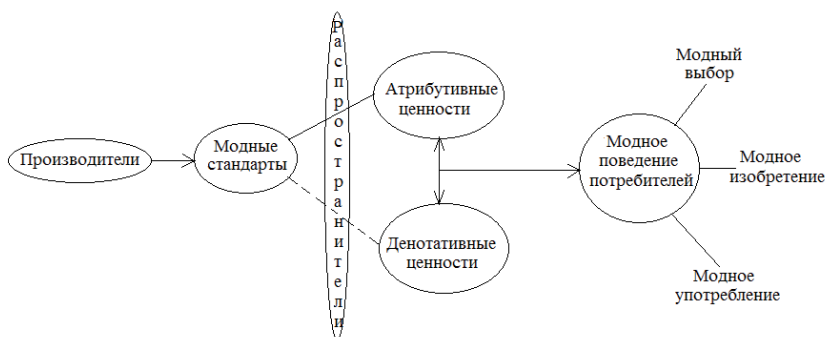 Производители
Модные
стандарты
Распространители
Атрибутивные
ценности
Денотативные
ценности
Модное
поведение
потребителей
Модный
выбор
Модное
изобретение
Модное
употребление